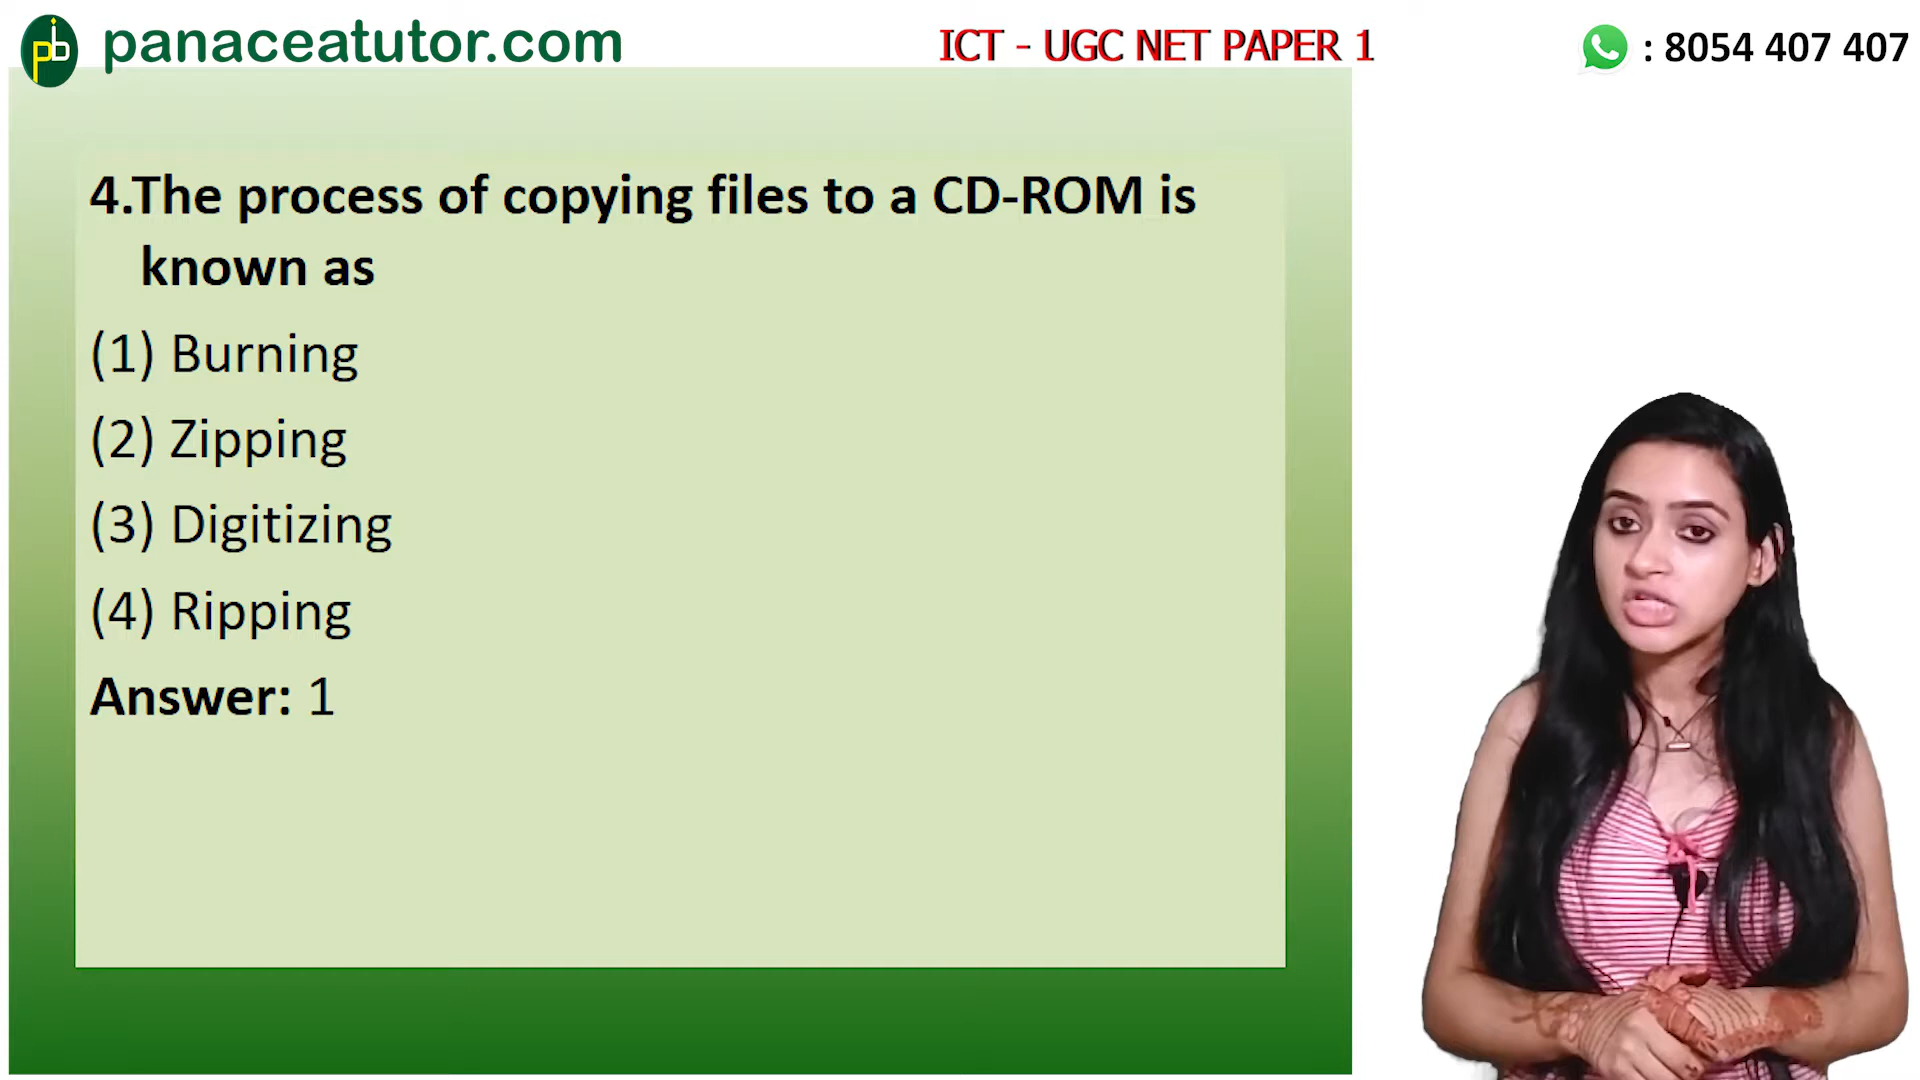 pib panaceatutor.com
ICT - UGC NET PAPER 1
: 8054 407 407
4.The process of copying files to a CD-ROM is
known as
(1) Burning
(2) Zipping
(3) Digitizing
(4) Ripping
Answer: 1